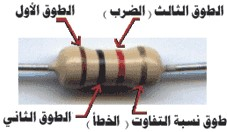 الطوق الأول
الطوق الثالث ( الضرب )
الطوق الثاني
طوق نسبة التفاوت ( الخطأ )